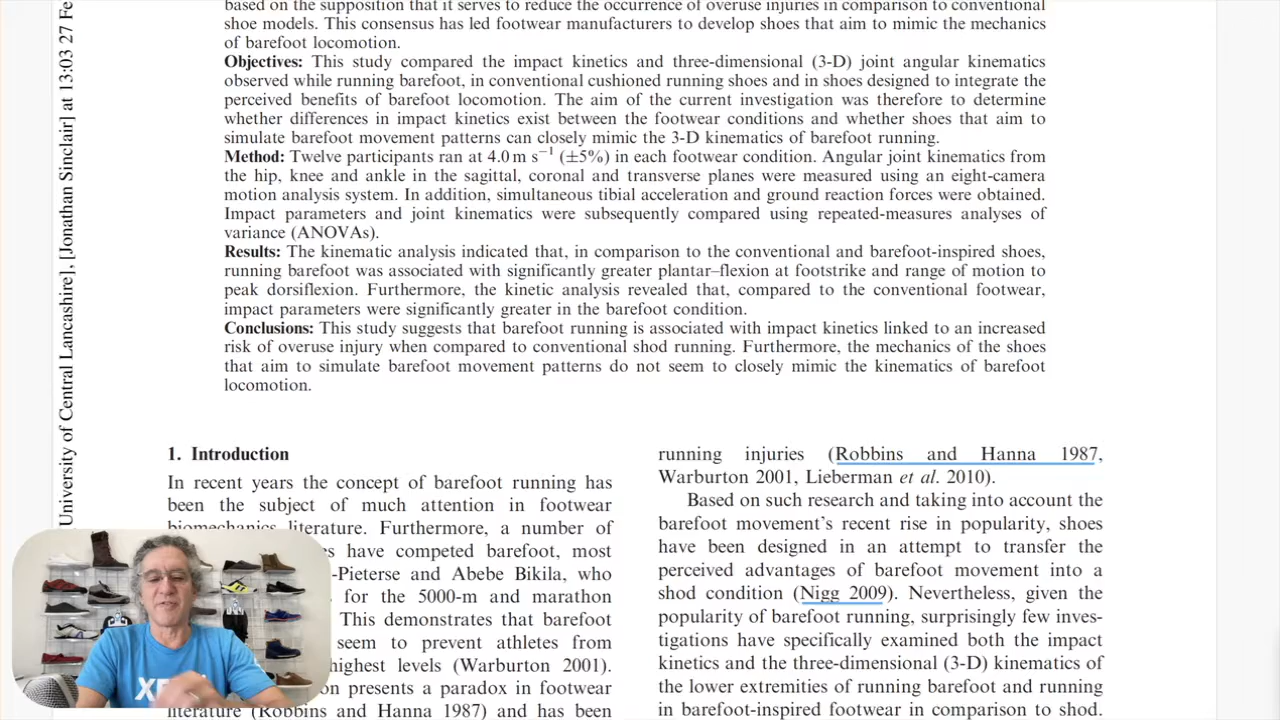 based on the supposition that it serves to reduce the occurrence of overuse injuries in comparison to conventional
shoe models. This consensus has led footwear manufacturers to develop shoes that aim to mimic the mechanics
of barefoot locomotion.
Objectives: This study compared the impact kinetics and three-dimensional (3-D) joint angular kinematics
observed while running barefoot, in conventional cushioned running shoes and in shoes designed to integrate the
perceived benefits of barefoot locomotion. The aim of the current investigation was therefore to determine
whether differences in impact kinetics exist between the footwear conditions and whether shoes that aim to
simulate barefoot movement patterns can closely mimic the 3-D kinematics of barefoot running.
Method: Twelve participants ran at 4.0 m s⁻¹ (±5%) in each footwear condition. Angular joint kinematics from
the hip, knee and ankle in the sagittal, coronal and transverse planes were measured using an eight-camera
motion analysis system. In addition, simultaneous tibial acceleration and ground reaction forces were obtained.
Impact parameters and joint kinematics were subsequently compared using repeated-measures analyses of
variance (ANOVAs).
Results: The kinematic analysis indicated that, in comparison to the conventional and barefoot-inspired shoes,
running barefoot was associated with significantly greater plantar–flexion at footstrike and range of motion to
peak dorsiflexion. Furthermore, the kinetic analysis revealed that, compared to the conventional footwear,
impact parameters were significantly greater in the barefoot condition.
Conclusions: This study suggests that barefoot running is associated with impact kinetics linked to an increased
risk of overuse injury when compared to conventional shod running. Furthermore, the mechanics of the shoes
that aim to simulate barefoot movement patterns do not seem to closely mimic the kinematics of barefoot
locomotion.
University of Central Lancashire], [Jonathan Sinclair] at 13:03 27 Fe
1. Introduction
In recent years the concept of barefoot running has
been the subject of much attention in footwear
biomechanics literature. Furthermore, a number of
es have competed barefoot, most
-Pieterse and Abebe Bikila, who
for the 5000-m and marathon
This demonstrates that barefoot
seem to prevent athletes from
highest levels (Warburton 2001).
on presents a paradox in footwear
literature (Robbins and Hanna 1987) and has been
running injuries (Robbins and Hanna 1987,
Warburton 2001, Lieberman et al. 2010).
Based on such research and taking into account the
barefoot movement's recent rise in popularity, shoes
have been designed in an attempt to transfer the
perceived advantages of barefoot movement into a
shod condition (Nigg 2009). Nevertheless, given the
popularity of barefoot running, surprisingly few inves-
tigations have specifically examined both the impact
kinetics and the three-dimensional (3-D) kinematics of
the lower extremities of running barefoot and running
in barefoot-inspired footwear in comparison to shod.